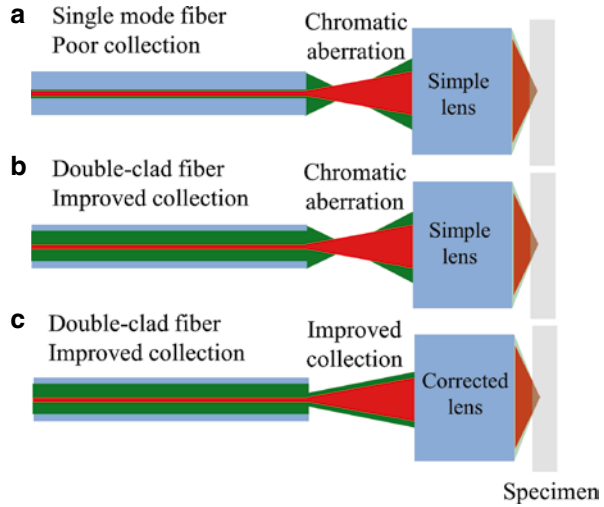 a
Single mode fiber
Poor collection
Chromatic
aberration
Simple
lens
b
Double-clad fiber
Improved collection
Chromatic
aberration
Simple
lens
c
Double-clad fiber
Improved collection
Improved
collection
Corrected
lens
Specimen